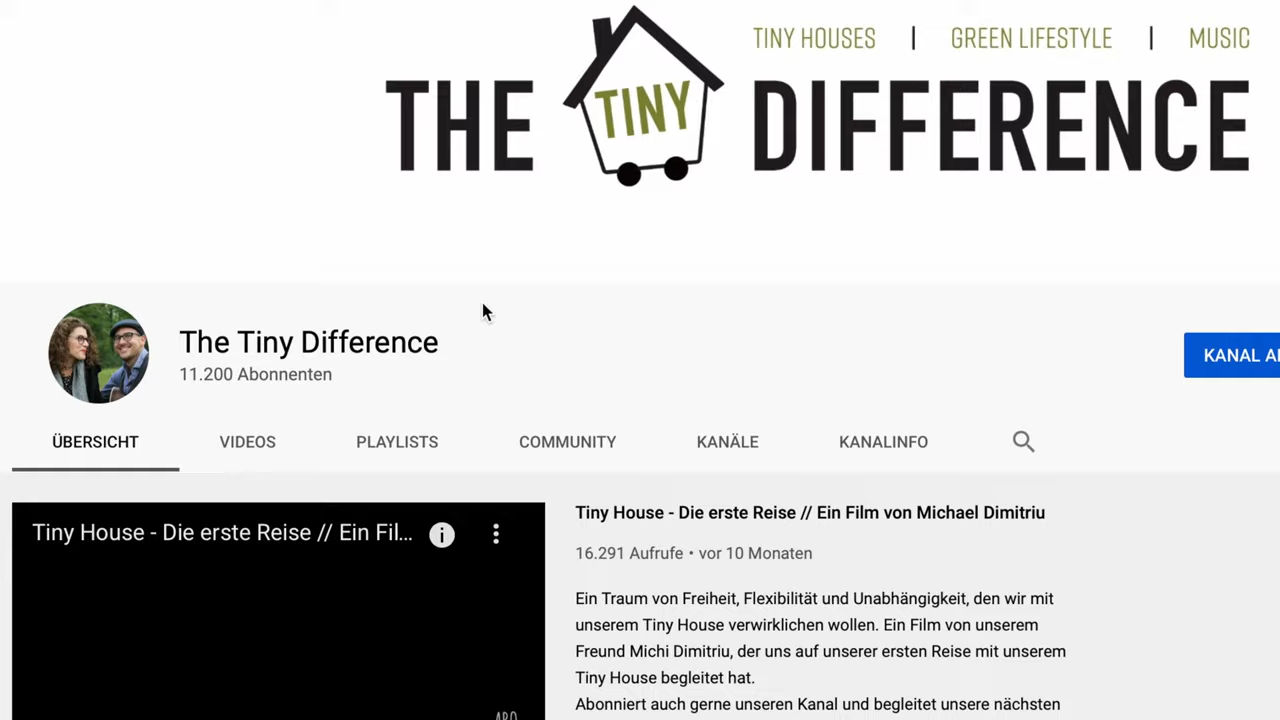 TINY HOUSES | GREEN LIFESTYLE | MUSIC
THE TINY DIFFERENCE
The Tiny Difference
11.200 Abonnenten
KANAL A
ÜBERSICHT VIDEOS PLAYLISTS COMMUNITY KANÄLE KANALINFO
Tiny House - Die erste Reise // Ein Fil...
Tiny House - Die erste Reise // Ein Film von Michael Dimitriu
16.291 Aufrufe • vor 10 Monaten
Ein Traum von Freiheit, Flexibilität und Unabhängigkeit, den wir mit
unserem Tiny House verwirklichen wollen. Ein Film von unserem
Freund Michi Dimitriu, der uns auf unserer ersten Reise mit unserem
Tiny House begleitet hat.
Abonniert auch gerne unseren Kanal und begleitet unsere nächsten